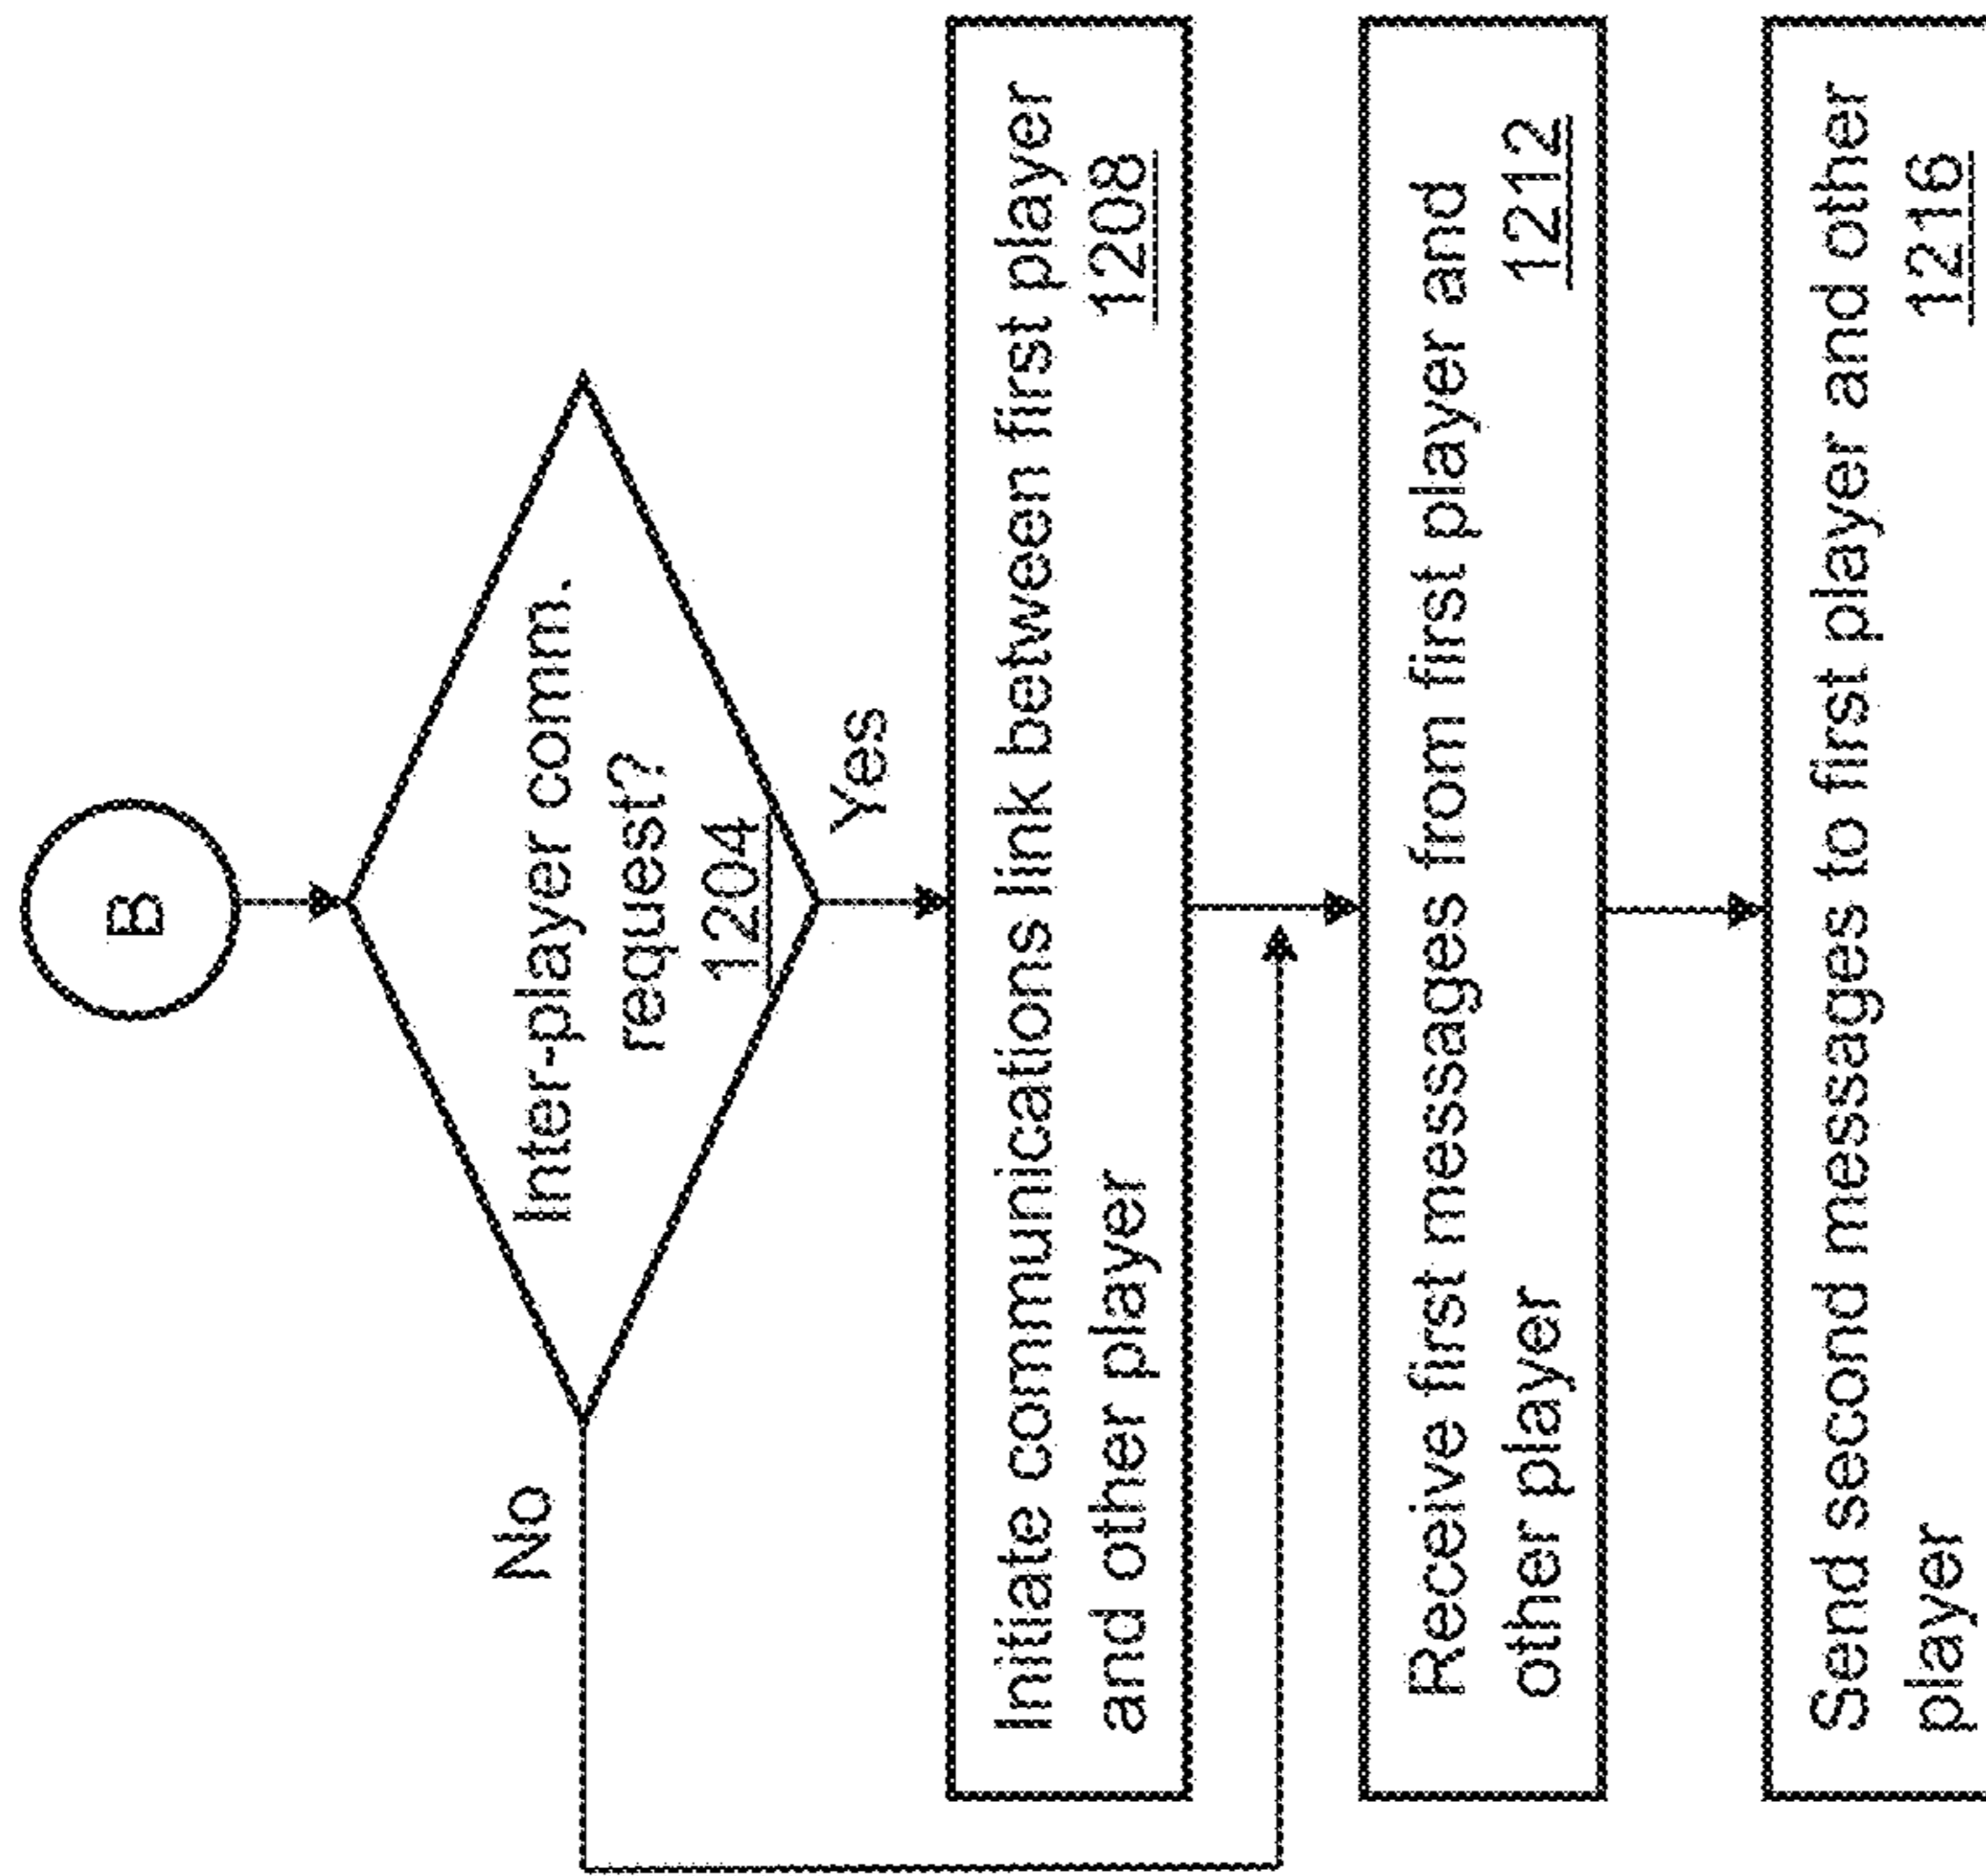 B
Inter-player comm.
request?
1204
No
Yes
Initiate communications link between first player
and other player 1208
Receive first messages from first player and
other player 1212
Send second messages to first player and other
player 1216